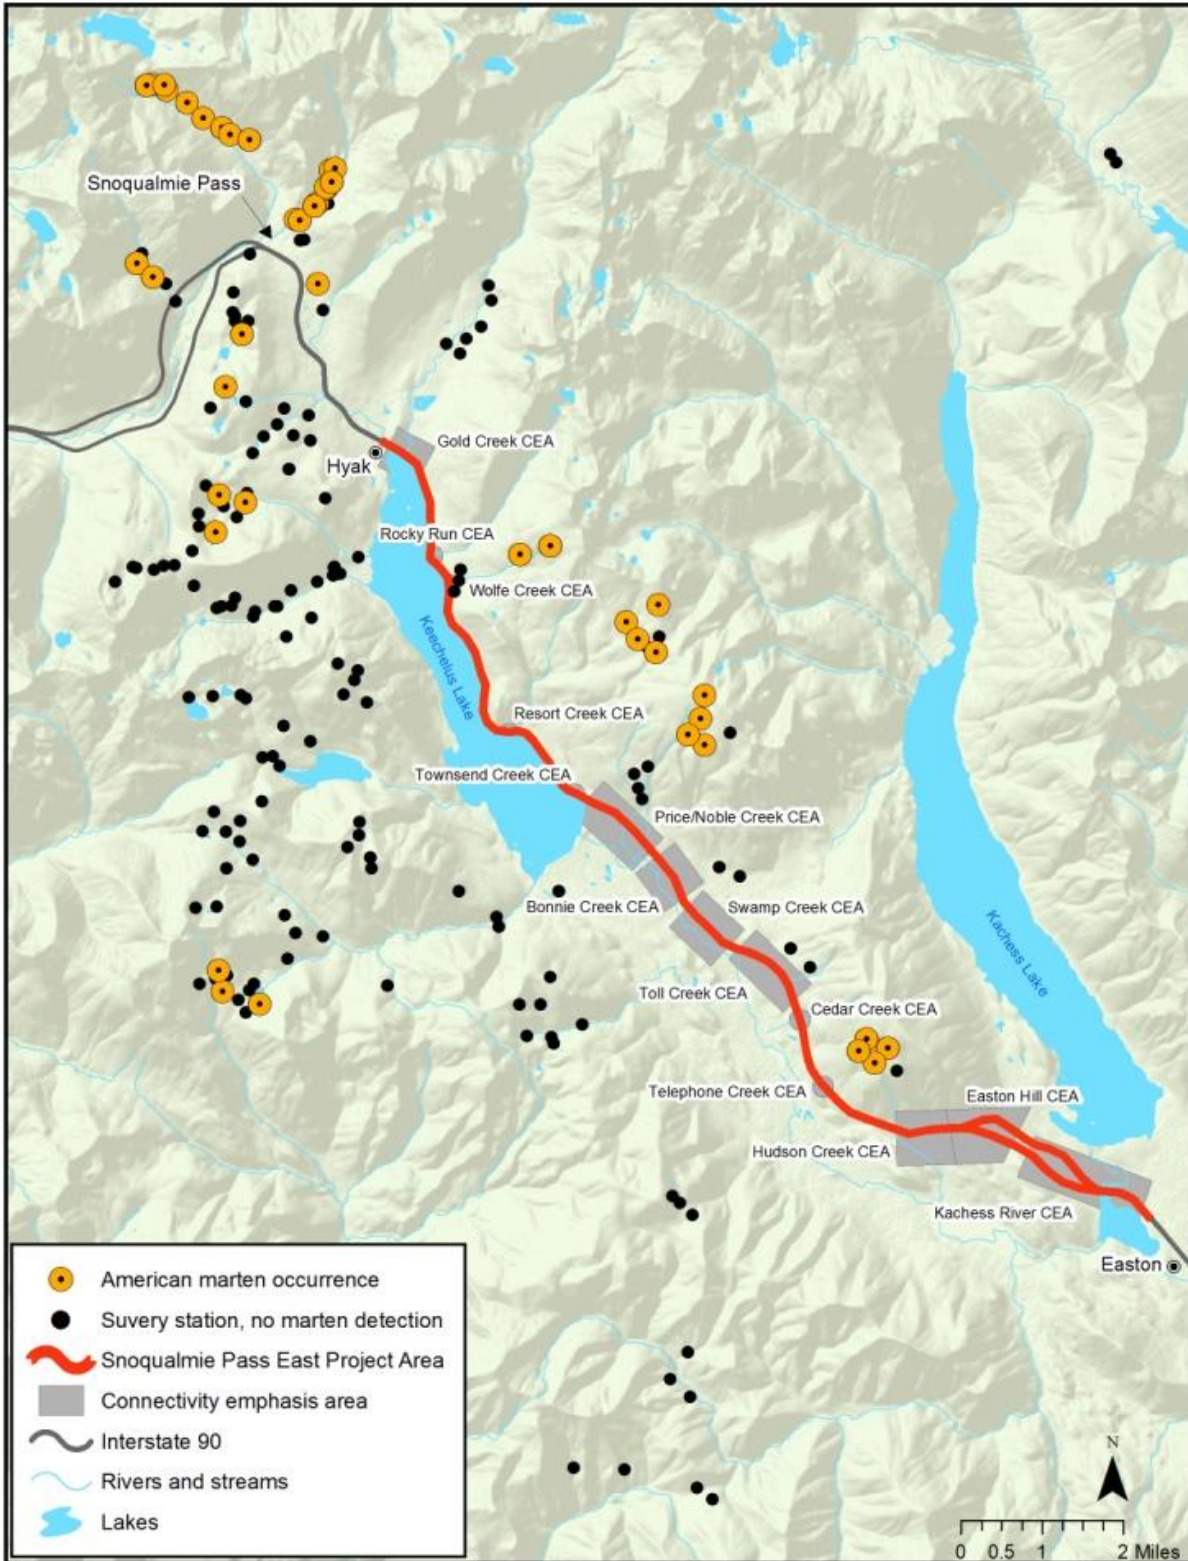 Snoqualmie Pass
Gold Creek CEA
Hyak
Rocky Run CEA
Wolfe Creek CEA
Keechelus Lake
Resort Creek CEA
Townsend Creek CEA
Price/Noble Creek CEA
Bonnie Creek CEA
Swamp Creek CEA
Kachess Lake
Toll Creek CEA
Cedar Creek CEA
Telephone Creek CEA
Easton Hill CEA
Hudson Creek CEA
Kachess River CEA
Easton
American marten occurrence
Suvery station, no marten detection
Snoqualmie Pass East Project Area
Connectivity emphasis area
Interstate 90
Rivers and streams
Lakes
N
0 0.5 1 2 Miles